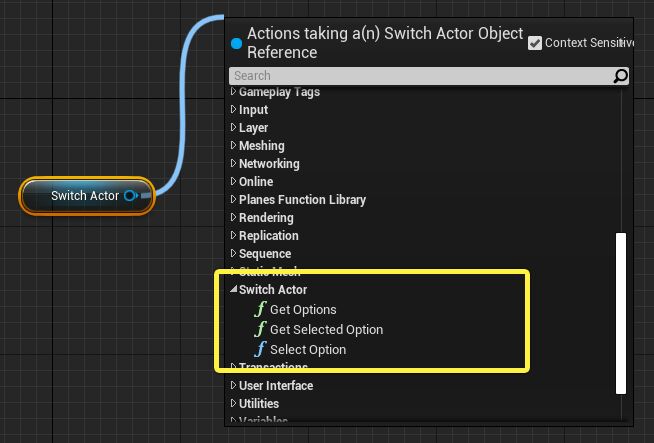 Actions taking a(n) Switch Actor Object
Reference
Context Sensitive
Search
Gameplay Tags
Input
Layer
Meshing
Networking
Online
Planes Function Library
Rendering
Replication
Sequence
Static Mesh
Switch Actor
f Get Options
f Get Selected Option
f Select Option
Transactions
User Interface
Utilities
Variables
Switch Actor